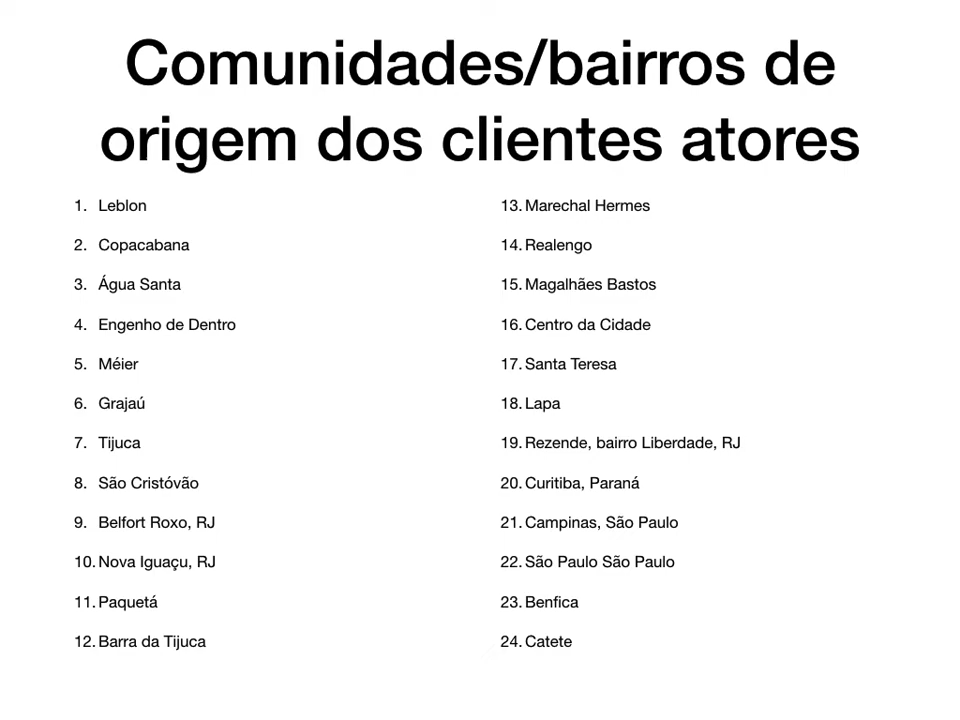 Comunidades/bairros de
origem dos clientes atores
1. Leblon
2. Copacabana
3. Água Santa
4. Engenho de Dentro
5. Méier
6. Grajaú
7. Tijuca
8. São Cristóvão
9. Belfort Roxo, RJ
10. Nova Iguaçu, RJ
11. Paquetá
12. Barra da Tijuca
13. Marechal Hermes
14. Realengo
15. Magalhães Bastos
16. Centro da Cidade
17. Santa Teresa
18. Lapa
19. Rezende, bairro Liberdade, RJ
20. Curitiba, Paraná
21. Campinas, São Paulo
22. São Paulo São Paulo
23. Benfica
24. Catete